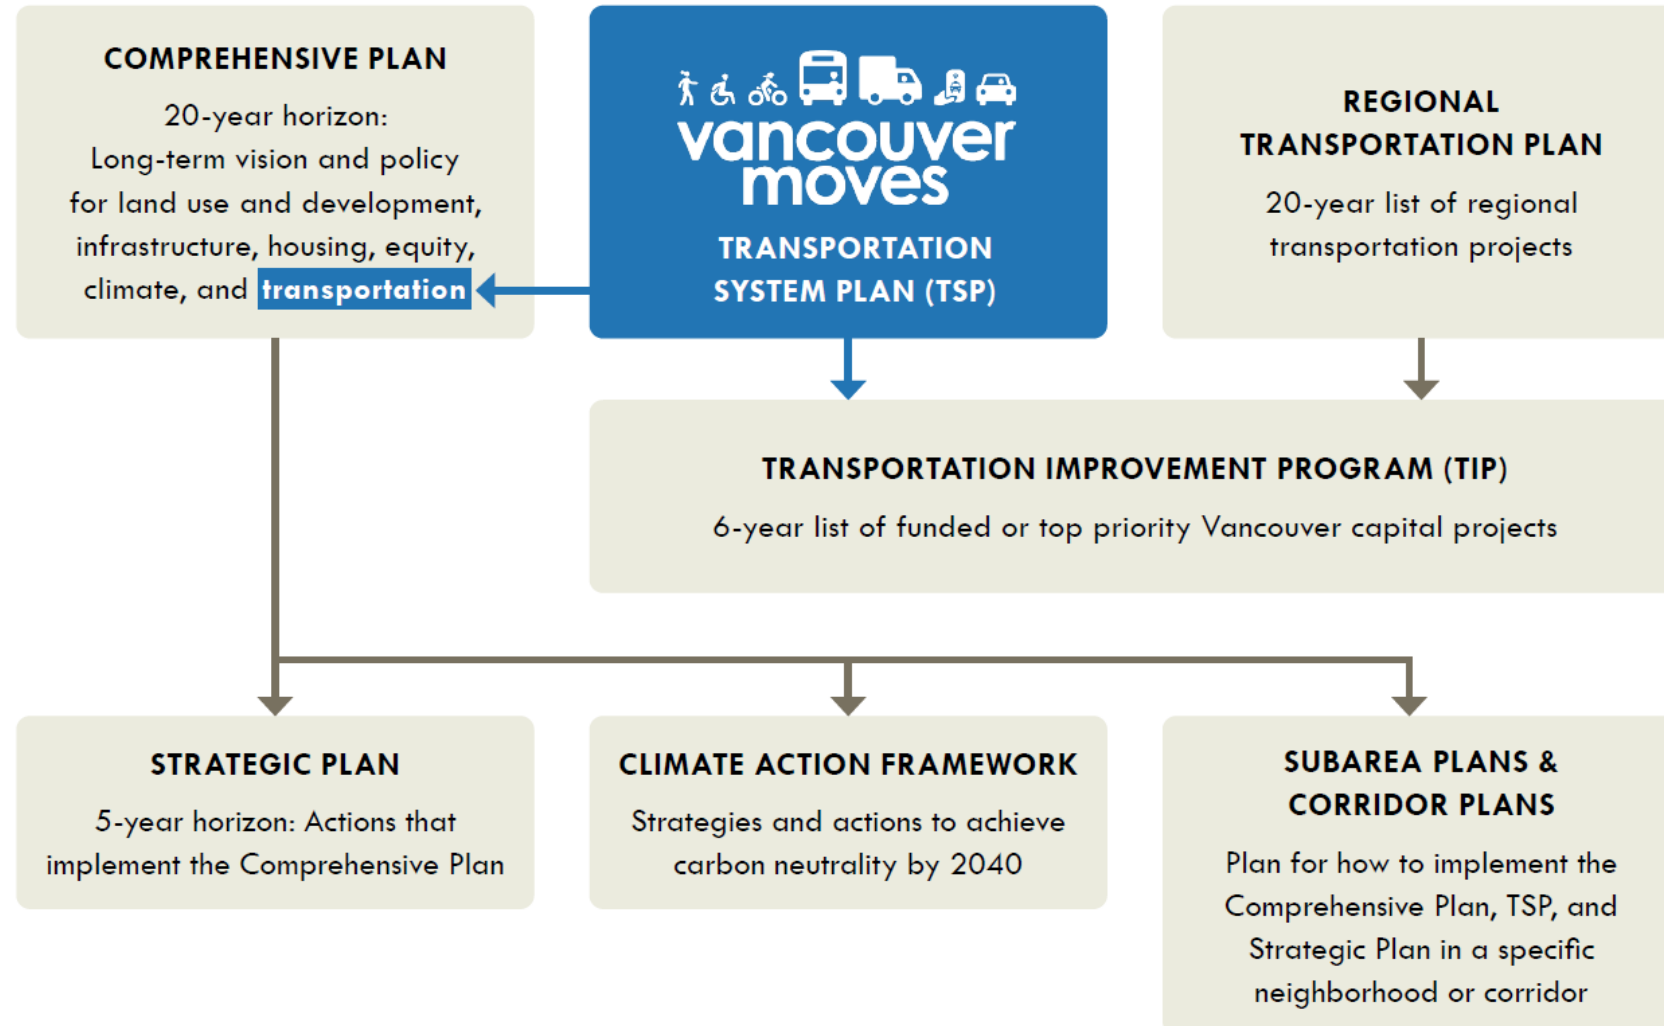 COMPREHENSIVE PLAN
20-year horizon:
Long-term vision and policy
for land use and development,
infrastructure, housing, equity,
climate, and transportation
vancouver
moves
TRANSPORTATION
SYSTEM PLAN (TSP)
REGIONAL
TRANSPORTATION PLAN
20-year list of regional
transportation projects
TRANSPORTATION IMPROVEMENT PROGRAM (TIP)
6-year list of funded or top priority Vancouver capital projects
STRATEGIC PLAN
5-year horizon: Actions that
implement the Comprehensive Plan
CLIMATE ACTION FRAMEWORK
Strategies and actions to achieve
carbon neutrality by 2040
SUBAREA PLANS &
CORRIDOR PLANS
Plan for how to implement the
Comprehensive Plan, TSP, and
Strategic Plan in a specific
neighborhood or corridor